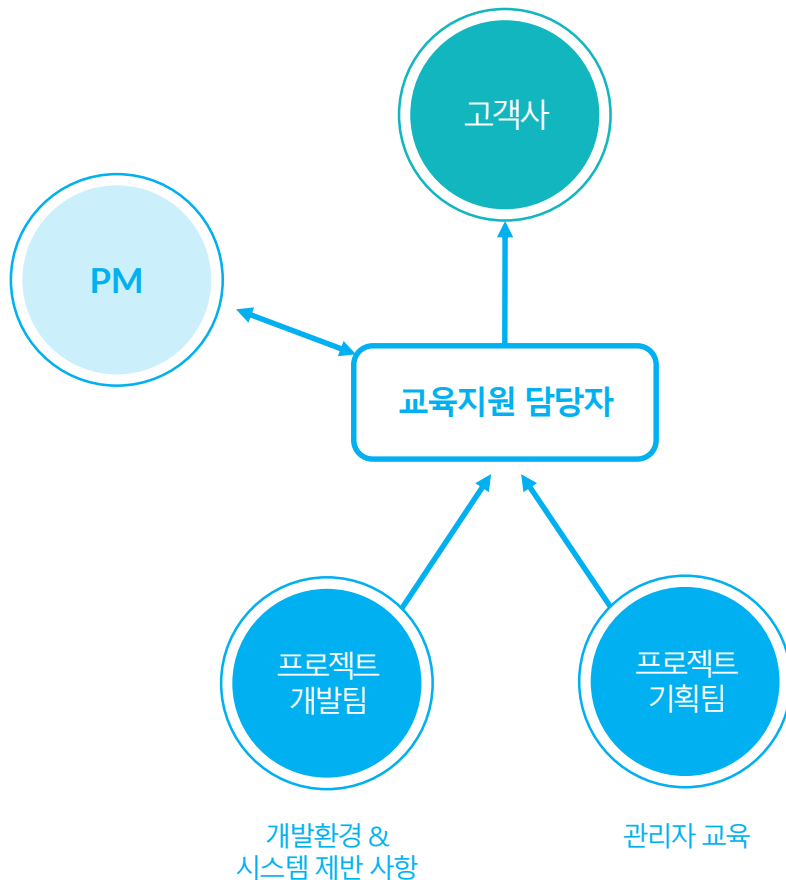 고객사
PM
교육지원 담당자
프로젝트
개발팀
프로젝트
기획팀
개발환경 &
시스템 제반 사항
관리자 교육